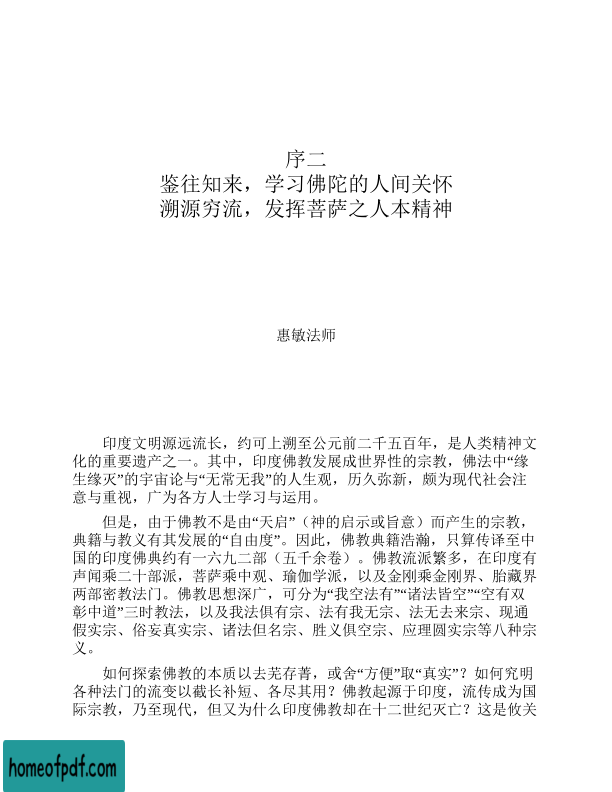 序二
鉴往知来，学习佛陀的人间关怀
溯源穷流，发挥菩萨之人本精神
惠敏法师
印度文明源远流长，约可上溯至公元前二千五百年，是人类精神文
化的重要遗产之一。其中，印度佛教发展成世界性的宗教，佛法中“缘
生缘灭”的宇宙论与“无常无我”的人生观，历久弥新，颇为现代社会注
意与重视，广为各方人士学习与运用。
但是，由于佛教不是由“天启”（神的启示或旨意）而产生的宗教，
典籍与教义有其发展的“自由度”。因此，佛教典籍浩瀚，只算传译至中
国的印度佛典约有一六九二部（五千余卷）。佛教流派繁多，在印度有
声闻乘二十部派，菩萨乘中观、瑜伽学派，以及金刚乘金刚界、胎藏界
两部密教法门。佛教思想深广，可分为“我空法有”“诸法皆空”“空有双
彰中道”三时教法，以及我法俱有宗、法有我无宗、法无去来宗、现通
假实宗、俗妄真实宗、诸法但名宗、胜义俱空宗、应理圆实宗等八种宗
义。
如何探索佛教的本质以去芜存菁，或舍“方便”取“真实”？如何究明
各种法门的流变以截长补短、各尽其用？佛教起源于印度，流传成为国
际宗教，乃至现代，但又为什么印度佛教却在十二世纪灭亡？这是攸关
homeofpdf.com